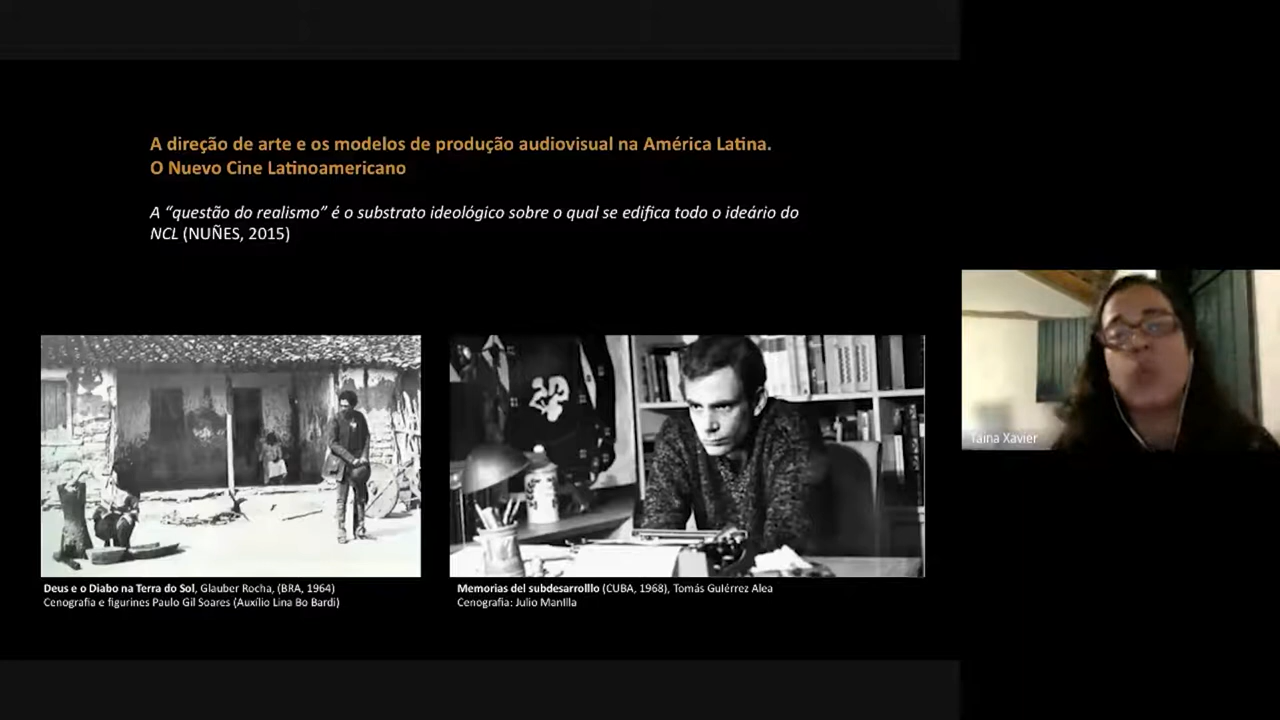 A direção de arte e os modelos de produção audiovisual na América Latina.
O Nuevo Cine Latinoamericano
A “questão do realismo” é o substrato ideológico sobre o qual se edifica todo o ideário do
NCL (NUÑES, 2015)
Deus e o Diabo na Terra do Sol, Glauber Rocha, (BRA, 1964)
Cenografia e figurines Paulo Gil Soares (Auxílio Lina Bo Bardi)
Memorias del subdesarrolllo (CUBA, 1968), Tomás Gutérrez Alea
Cenografia: Julio Manilla
Taina Xavier